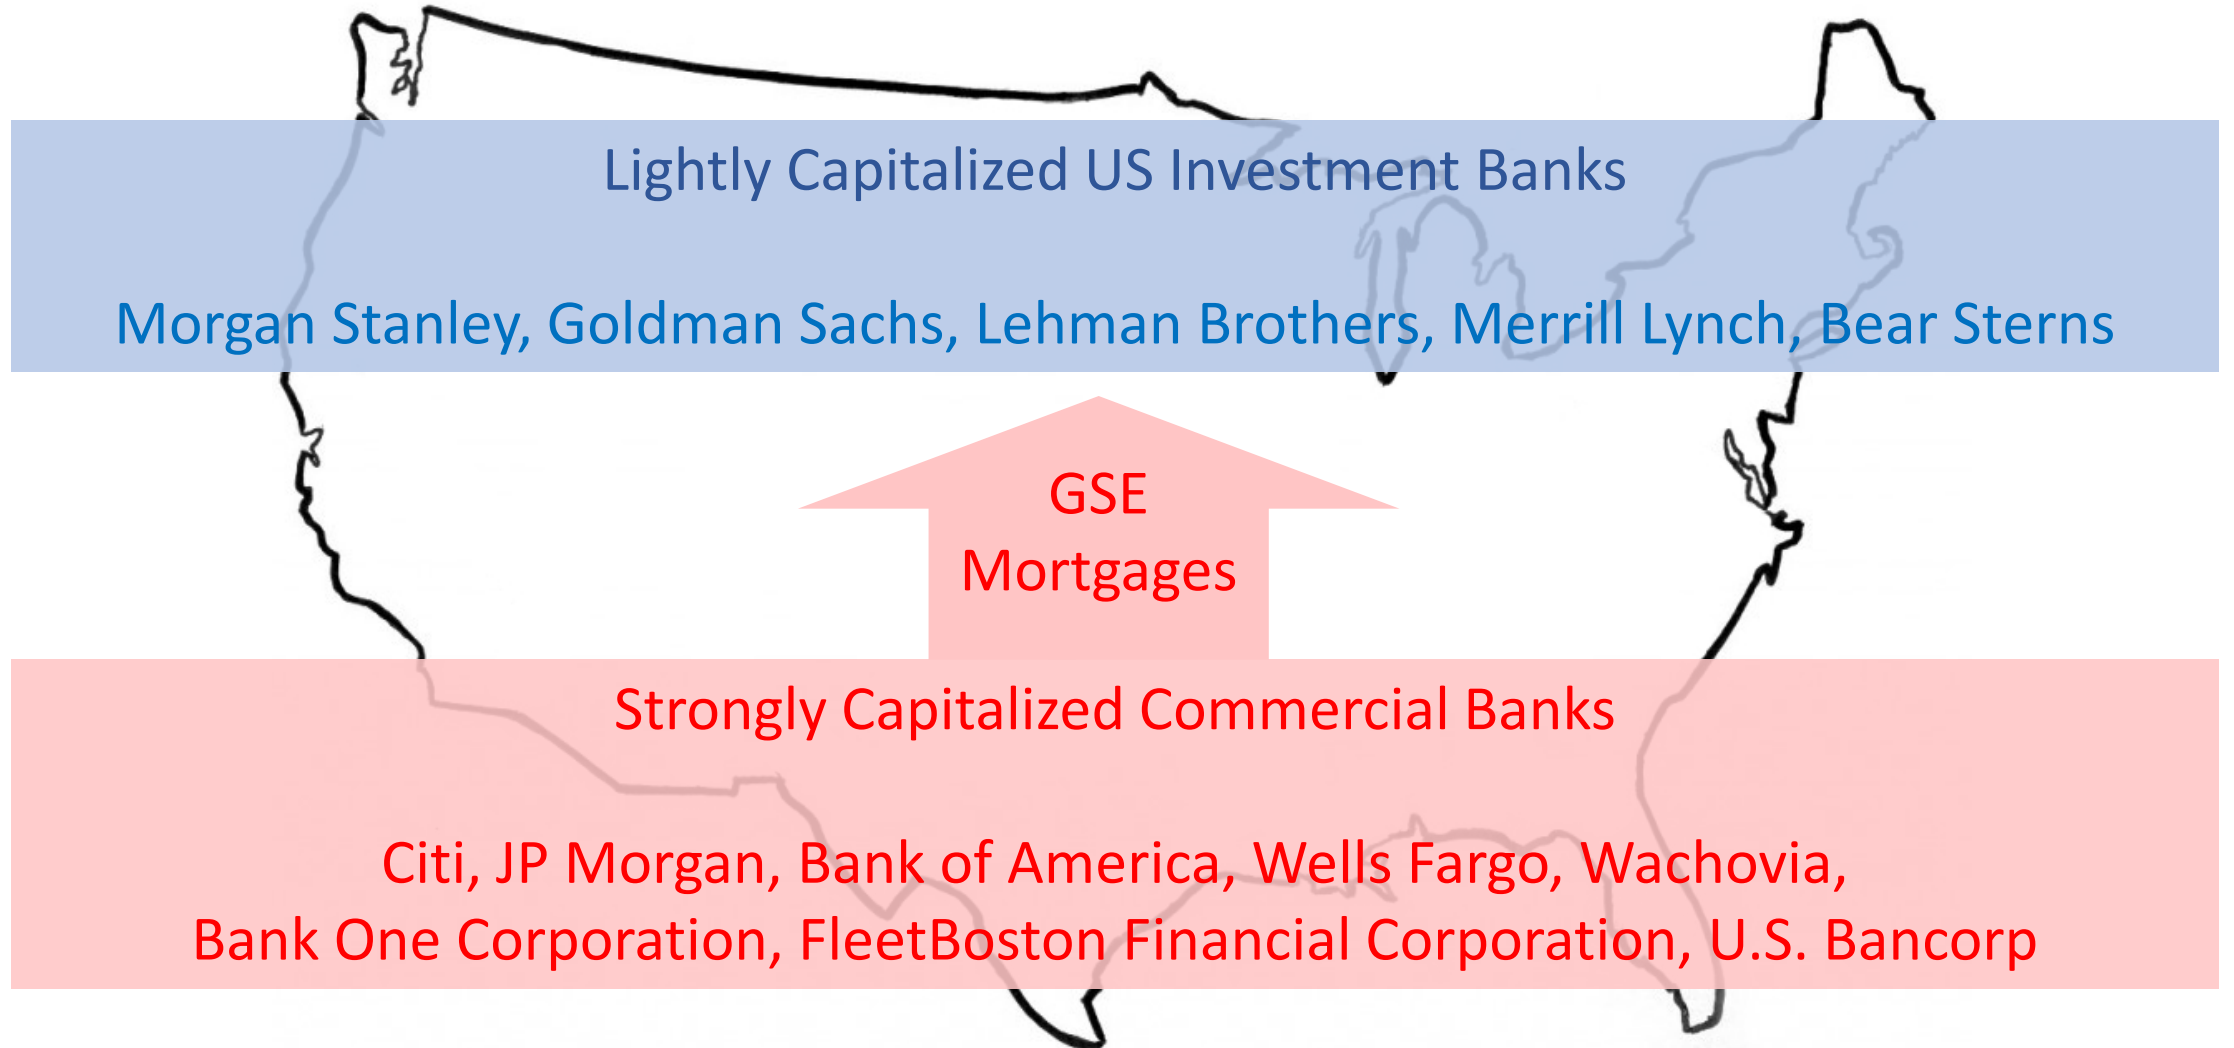 Lightly Capitalized US Investment Banks
Morgan Stanley, Goldman Sachs, Lehman Brothers, Merrill Lynch, Bear Sterns
GSE
Mortgages
Strongly Capitalized Commercial Banks
Citi, JP Morgan, Bank of America, Wells Fargo, Wachovia,
Bank One Corporation, FleetBoston Financial Corporation, U.S. Bancorp